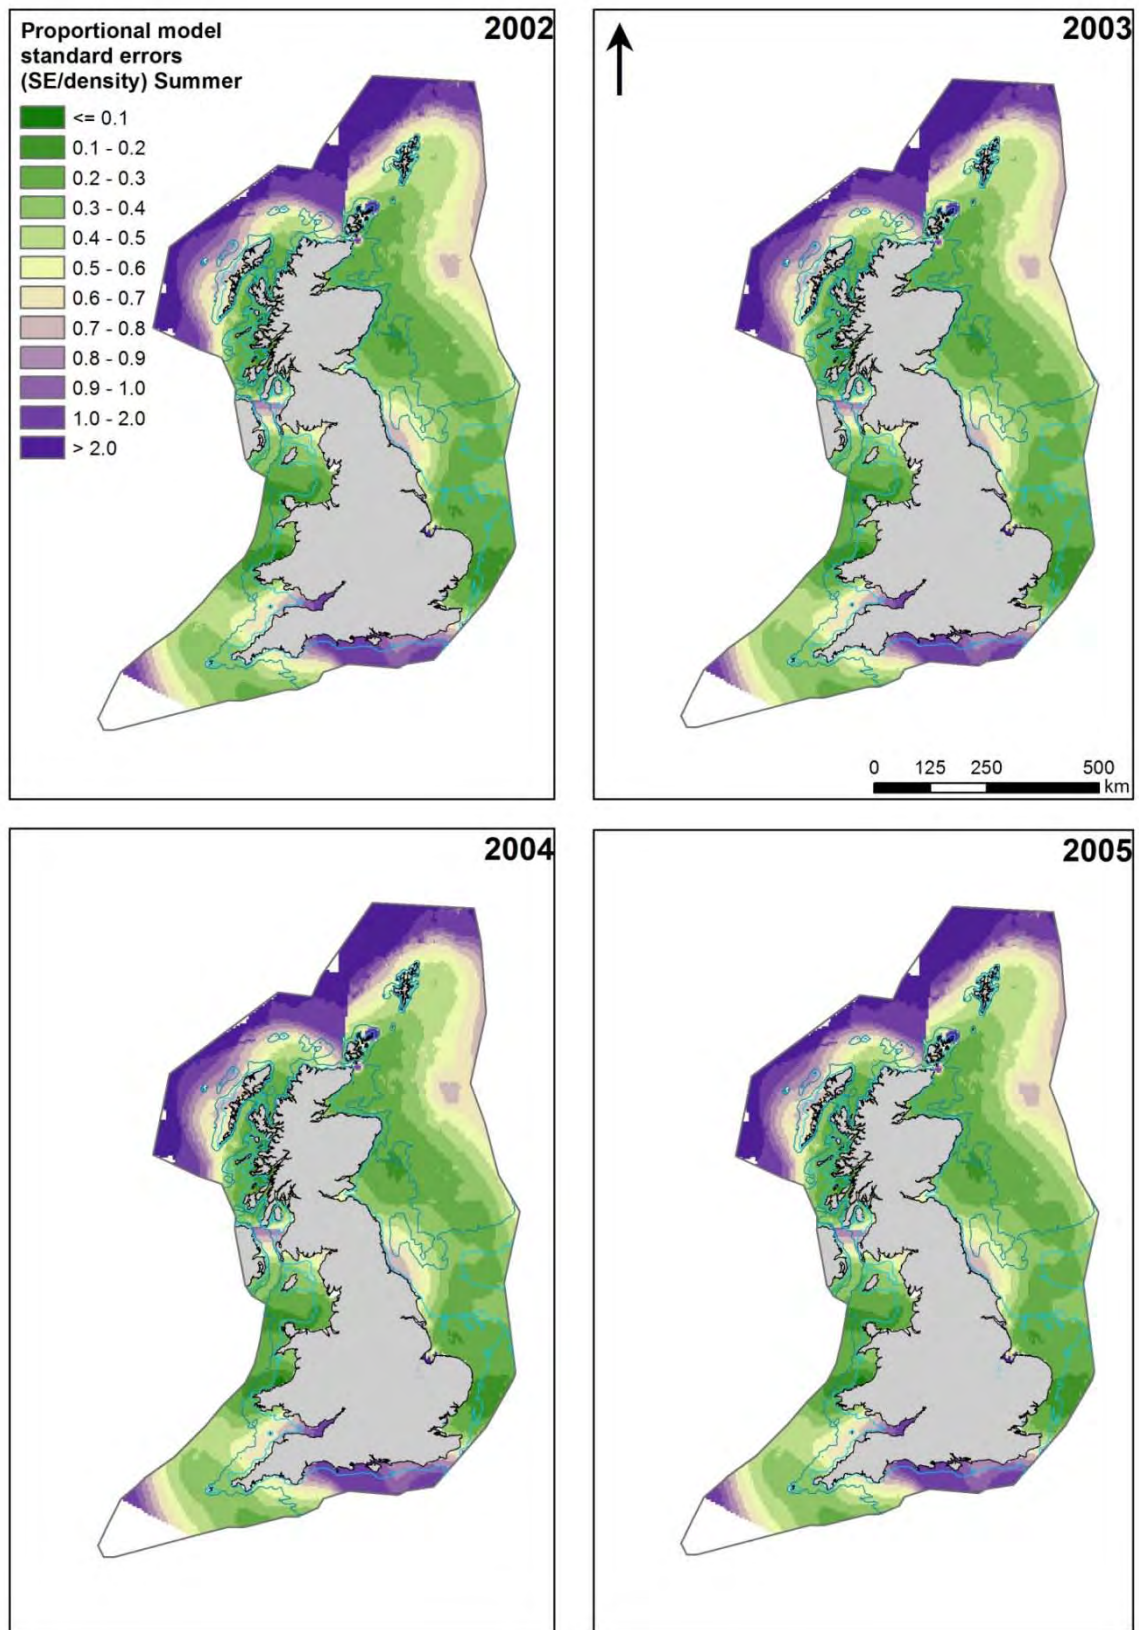 Proportional model
standard errors
(SE/density) Summer
<= 0.1
0.1 - 0.2
0.2 - 0.3
0.3 - 0.4
0.4 - 0.5
0.5 - 0.6
0.6 - 0.7
0.7 - 0.8
0.8 - 0.9
0.9 - 1.0
1.0 - 2.0
> 2.0
2002
2003
0 125 250 500
km
2004
2005